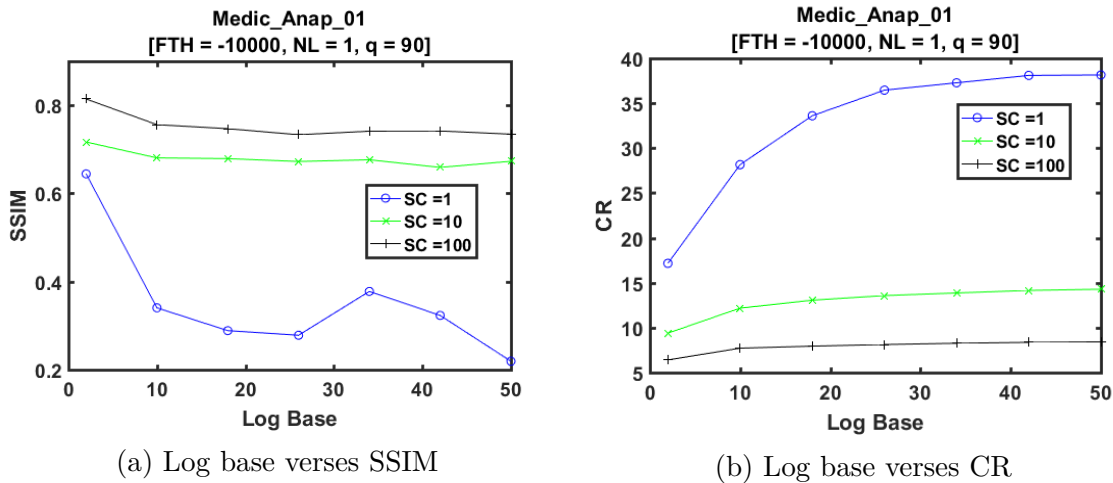 Medic_Anap_01
[FTH = -10000, NL = 1, q = 90]
SSIM
0.8
0.6
0.4
0.2
0 10 20 30 40 50
Log Base
SC =1
SC =10
SC =100
(a) Log base verses SSIM
Medic_Anap_01
[FTH = -10000, NL = 1, q = 90]
CR
40
35
30
25
20
15
10
5
0 10 20 30 40 50
Log Base
SC =1
SC =10
SC =100
(b) Log base verses CR